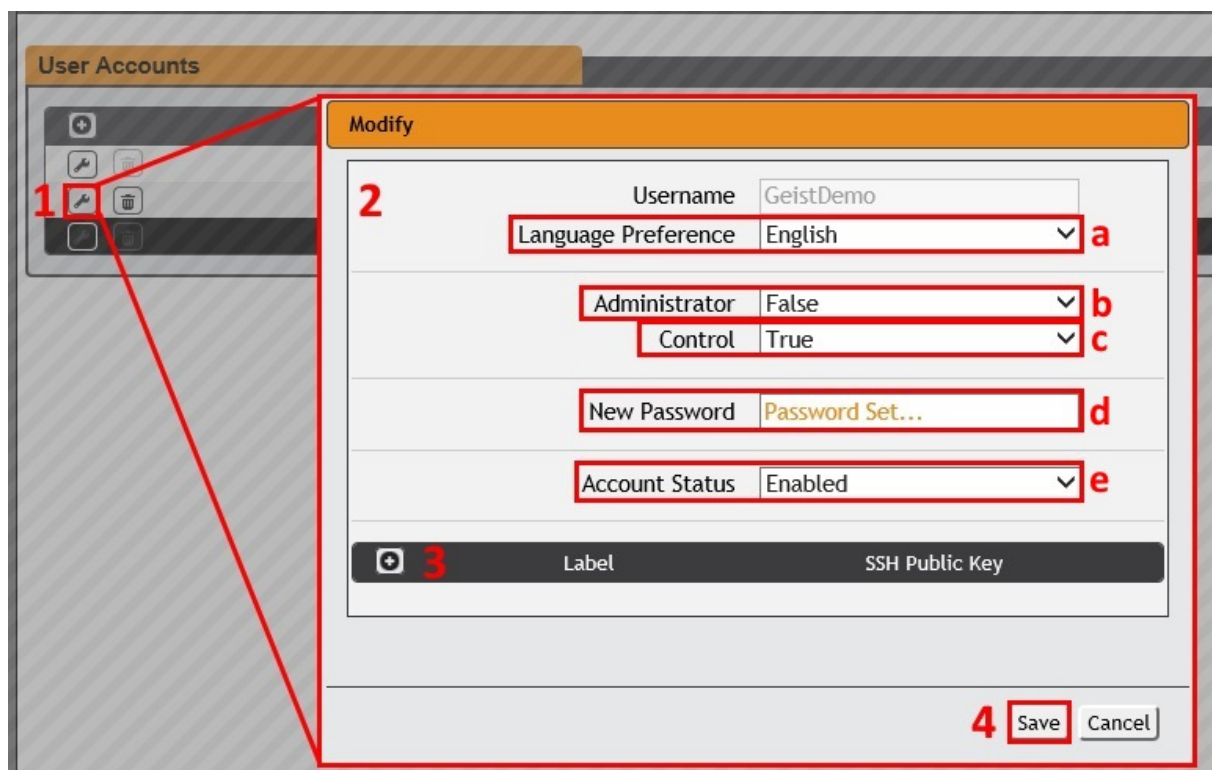 User Accounts
Modify
1
2
Username GeistDemo
Language Preference English a
Administrator False b
Control True c
New Password Password Set... d
Account Status Enabled e
3 Label SSH Public Key
4 Save Cancel